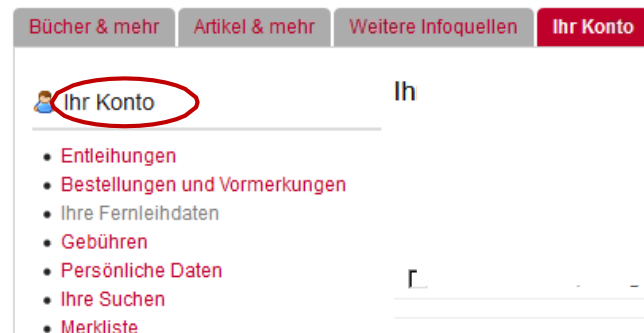 Bücher & mehr Artikel & mehr Weitere Infoquellen Ihr Konto
Ihr Konto
Ih
Entleihungen
Bestellungen und Vormerkungen
Ihre Fernleihdaten
Gebühren
Persönliche Daten
Ihre Suchen
Merkliste